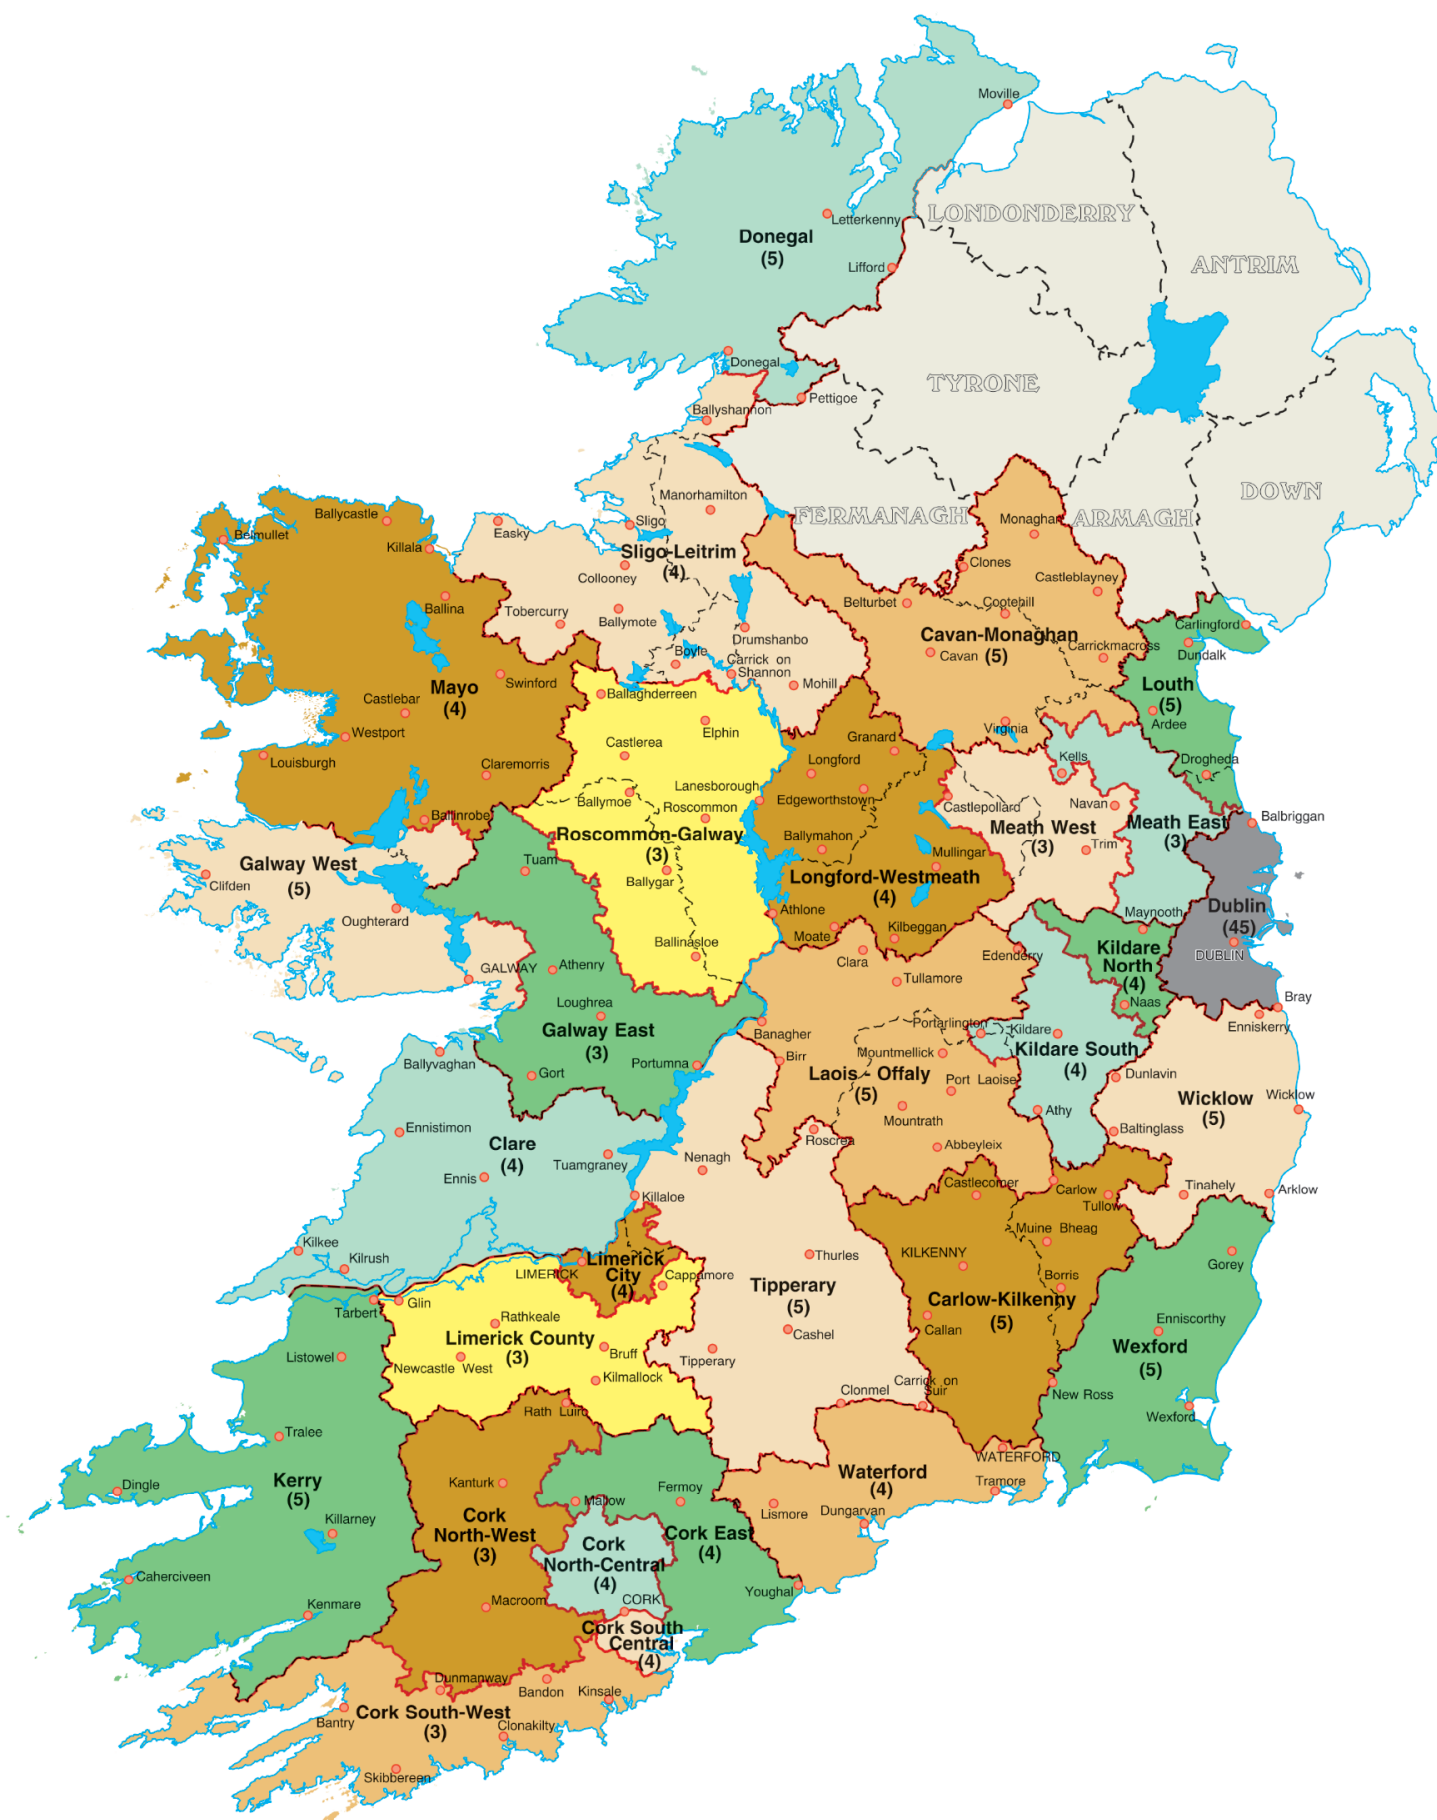 Moville
LONDONDERRY
ANTRIM
Letterkenny
Donegal
(5)
Lifford
Donegal
Pettigoe
TYRONE
Ballyshannon
DOWN
Manorhamilton
FERMANAGH
ARMAGH
Monaghan
Ballycastle
Belmullet
Killala
Easky
Sligo
Sligo-Leitrim
(4)
Collooney
Clones
Castleblayney
Ballina
Tobercurry
Ballymote
Belturbet
Cootehill
Drumshanbo
Cavan-Monaghan
(5)
Cavan
Carrickmacross
Carlingford
Dundalk
Boyle
Carrick on
Shannon
Mohill
Swinford
Mayo
(4)
Castlebar
Westport
Louisburgh
Claremorris
Ballinrobe
Ballaghderreen
Elphin
Castlerea
Lanesborough
Ballymoe
Roscommon
Roscommon-Galway
(3)
Ballygar
Ballinasloe
Granard
Longford
Edgeworthstown
Ballymahon
Mullingar
Longford-Westmeath
(4)
Athlone
Moate
Kilbeggan
Virginia
Louth
(5)
Ardee
Drogheda
Kells
Castlepollard
Navan
Meath West
(3)
Trim
Meath East
(3)
Balbriggan
Maynooth
Dublin
(45)
DUBLIN
Galway West
(5)
Clifden
Oughterard
GALWAY
Tuam
Athenry
Loughrea
Galway East
(3)
Portumna
Gort
Clara
Tullamore
Edenderry
Kildare
North
(4)
Naas
Bray
Enniskerry
Banagher
Birr
Portarlington
Mountmellick
Laois - Offaly
(5)
Port Laoise
Mountrath
Abbeyleix
Roscrea
Kildare
Kildare South
(4)
Athy
Dunlavin
Wicklow
(5)
Wicklow
Baltinglass
Tinahely
Arklow
Ballyvaghan
Ennistimon
Clare
(4)
Tuamgraney
Ennis
Killaloe
Kilkee
Kilrush
Nenagh
Castlecomer
Carlow
Tullow
Muine Bheag
KILKENNY
Borris
Carlow-Kilkenny
(5)
Callan
Thurles
Tipperary
(5)
Cashel
Tipperary
Clonmel
Carrick on
Suir
Gorey
Enniscorthy
Wexford
(5)
New Ross
Wexford
Limerick
City
(4)
LIMERICK
Cappamore
Glin
Tarbert
Rathkeale
Limerick County
(3)
Bruff
Newcastle West
Kilmallock
Rath Luirc
Listowel
Tralee
Dingle
Kerry
(5)
Killarney
Caherciveen
Kenmare
Kanturk
Cork
North-West
(3)
Macroom
Mallow
Fermoy
Cork East
(4)
Cork
North-Central
(4)
CORK
Youghal
Cork South
Central
(4)
Waterford
(4)
WATERFORD
Tramore
Lismore
Dungarvan
Dunmanway
Bandon
Kinsale
Bantry
Cork South-West
(3)
Clonakilty
Skibbereen